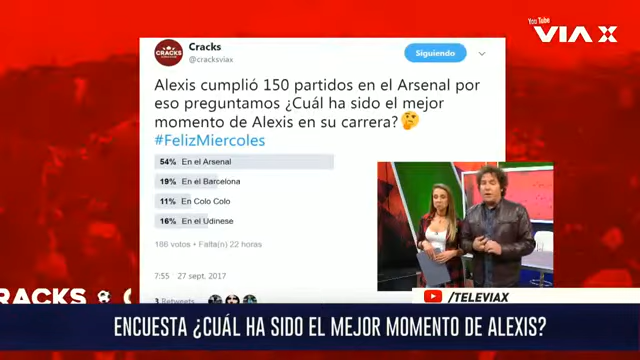 You Tube
VIA X
CRACKS
Cracks
@cracksviax
Siguiendo
Alexis cumplió 150 partidos en el Arsenal por
eso preguntamos ¿Cuál ha sido el mejor
momento de Alexis en su carrera?🤔
#FelizMiercoles
54% En el Arsenal
19% En el Barcelona
11% En Colo Colo
16% En el Udinese
186 votos • Falta(n) 22 horas
7:55 27 sept. 2017
3 Retweets
CRACKS
/TELEVIAX
ENCUESTA ¿CUÁL HA SIDO EL MEJOR MOMENTO DE ALEXIS?